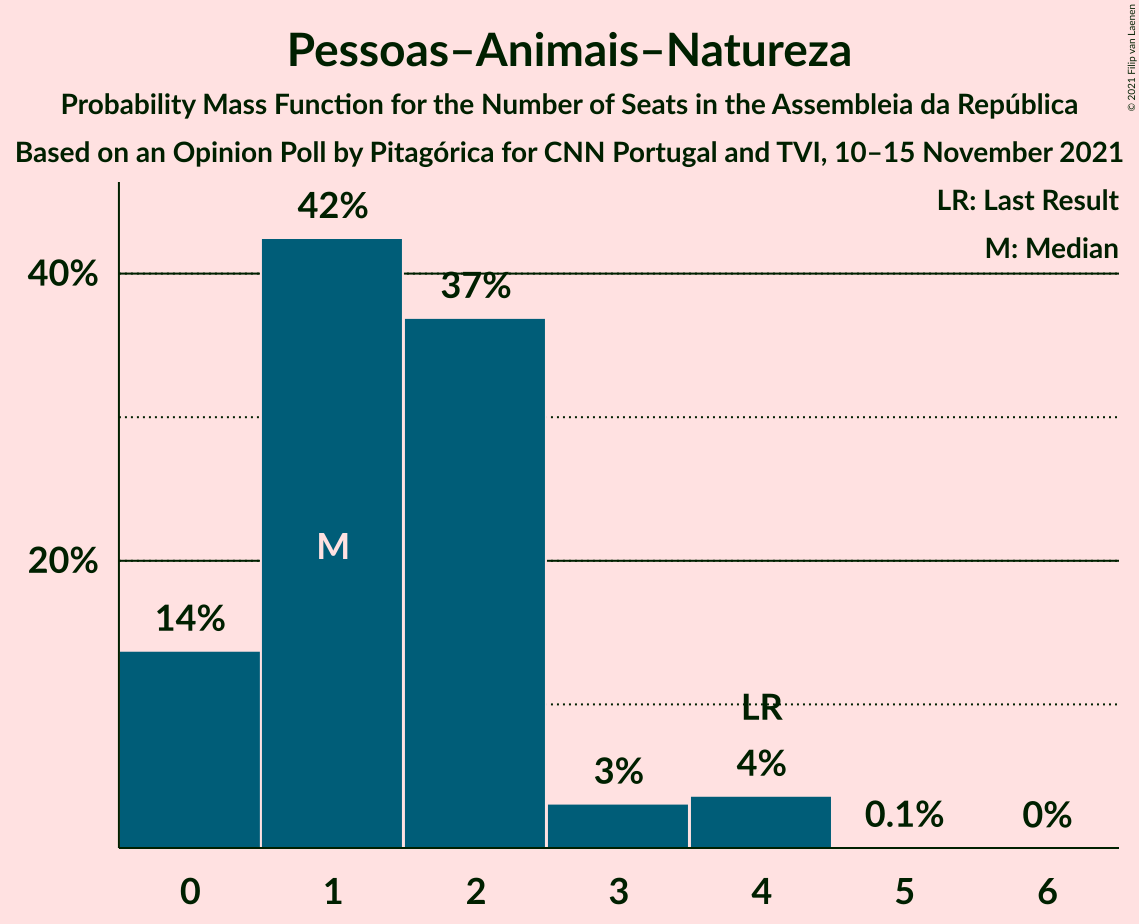 Pessoas–Animais–Natureza
Probability Mass Function for the Number of Seats in the Assembleia da República
Based on an Opinion Poll by Pitagórica for CNN Portugal and TVI, 10–15 November 2021
© 2021 Filip van Laenen
LR: Last Result
M: Median
42%
40%
37%
M
20%
14%
LR
3%
4%
0.1%
0%
0 1 2 3 4 5 6